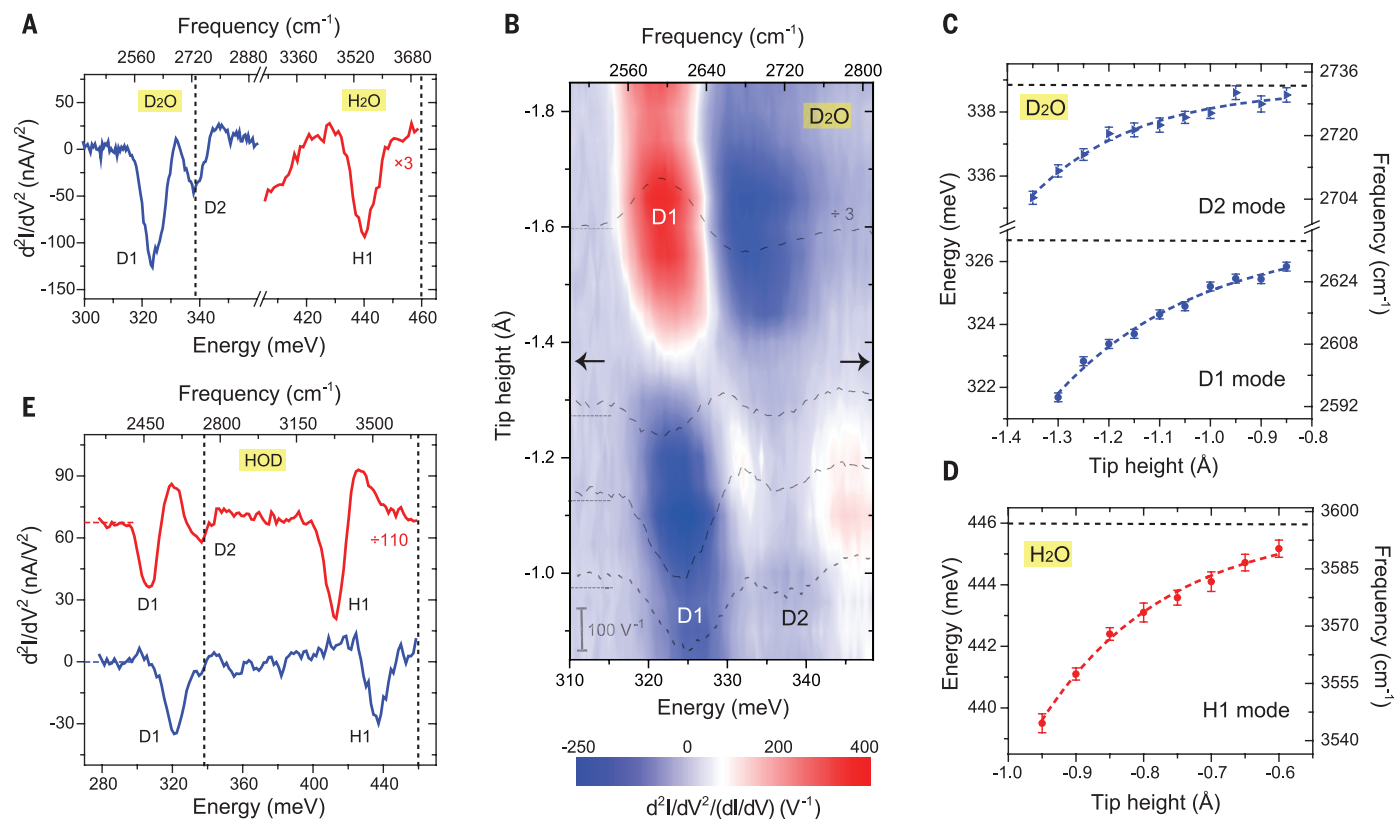 A
Frequency (cm-1)
2560 2720 2880 3360 3520 3680
D2O
H2O
d2I/dV2 (nA/V2)
50
0
-50
-100
-150
×3
D1
D2
H1
300 340 420 460
Energy (meV)
B
Frequency (cm-1)
2560 2640 2720 2800
D2O
Tip height (Å)
-1.8
-1.6
-1.4
-1.2
-1.0
D1
÷ 3
D1
D2
100 V-1
310 320 330 340
Energy (meV)
-250 0 200 400
d2I/dV2/(dI/dV) (V-1)
C
D2O
Energy (meV)
338
336
326
324
322
Frequency (cm-1)
2736
2720
2704
2624
2608
2592
D2 mode
D1 mode
-1.4 -1.3 -1.2 -1.1 -1.0 -0.9 -0.8
Tip height (Å)
D
H2O
Energy (meV)
446
444
442
440
Frequency (cm-1)
3600
3585
3570
3555
3540
H1 mode
-1.0 -0.9 -0.8 -0.7 -0.6
Tip height (Å)
E
Frequency (cm-1)
2450 2800 3150 3500
HOD
d2I/dV2 (nA/V2)
90
60
30
0
-30
÷110
D1
D2
H1
D1
H1
280 320 360 400 440
Energy (meV)